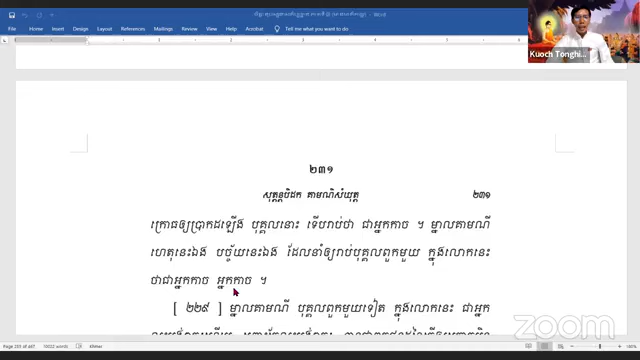 File Home Insert Design Layout References Mailings Review View Help Acrobat Tell me what you want to do
Kuoch Tonghi...
២៣១
សុត្តន្តបិដក គាមណិសំយុត្ត ២៣១
ក្រោធឲ្យប្រាកដឡើង បុគ្គលនោះ ទើបរាប់ថា ជាអ្នកកាច ។ ម្នាលគាមណី
ហេតុនេះឯង បច្ច័យនេះឯង ដែលនាំឲ្យរាប់បុគ្គលពួកមួយ ក្នុងលោកនេះ
ថាជាអ្នកកាច អ្នកកាច ។
[ ២២៩ ] ម្នាលគាមណី បុគ្គលពួកមួយទៀត ក្នុងលោកនេះ ជាអ្នក
zoom